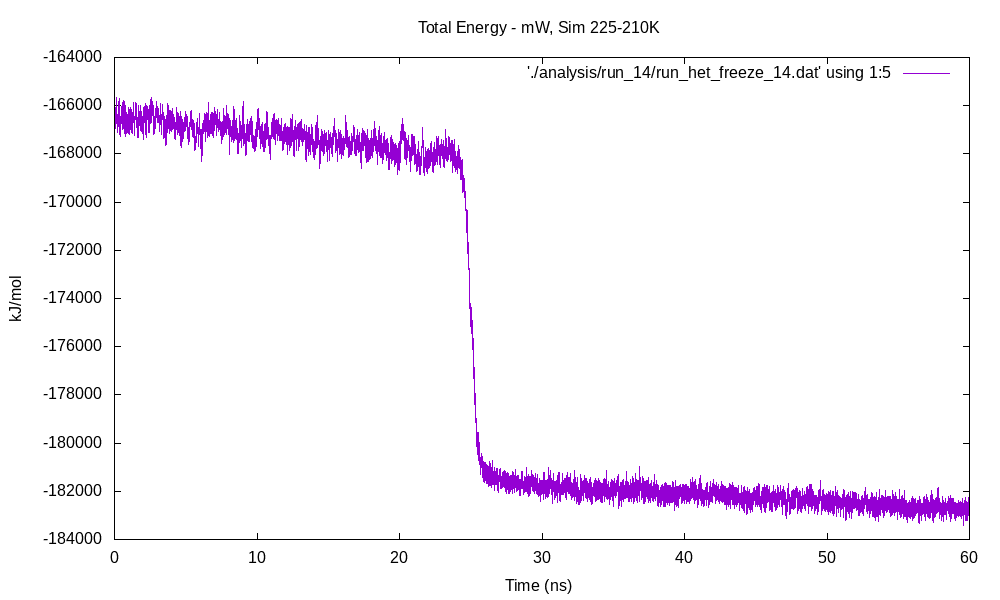 Total Energy - mW, Sim 225-210K
'./analysis/run_14/run_het_freeze_14.dat' using 1:5
-164000
-166000
-168000
-170000
-172000
-174000
-176000
-178000
-180000
-182000
-184000
kJ/mol
0 10 20 30 40 50 60
Time (ns)